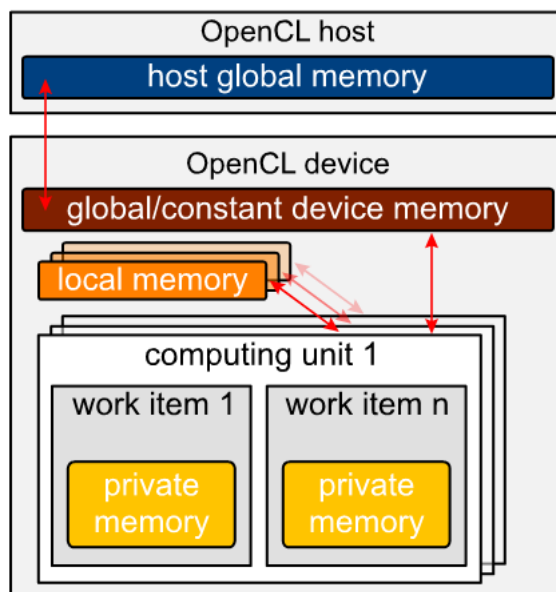 OpenCL host
host global memory
OpenCL device
global/constant device memory
local memory
computing unit 1
work item 1
work item n
private
memory
private
memory